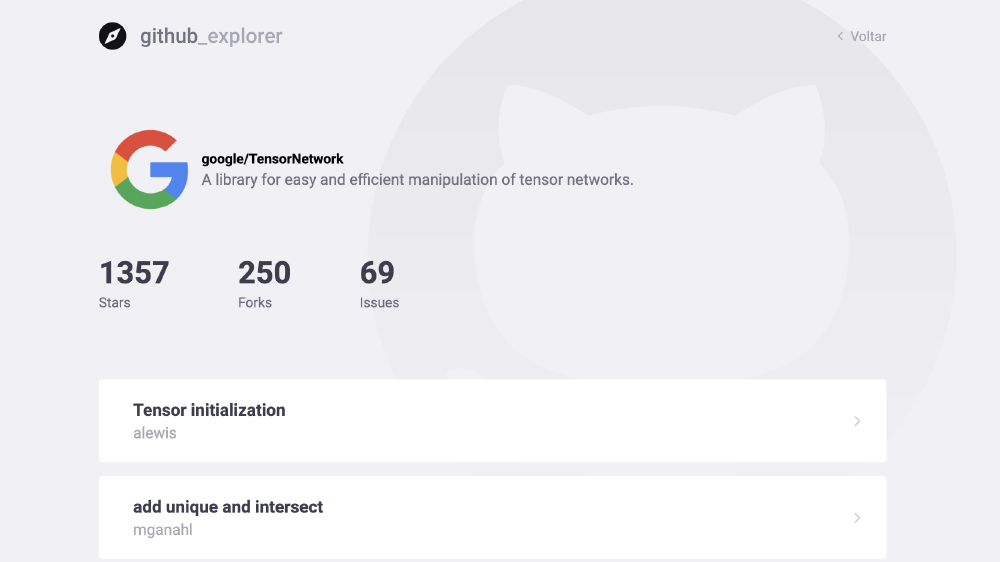 github_explorer
Voltar
google/TensorNetwork
A library for easy and efficient manipulation of tensor networks.
1357 250 69
Stars Forks Issues
Tensor initialization
alewis
add unique and intersect
mganahl